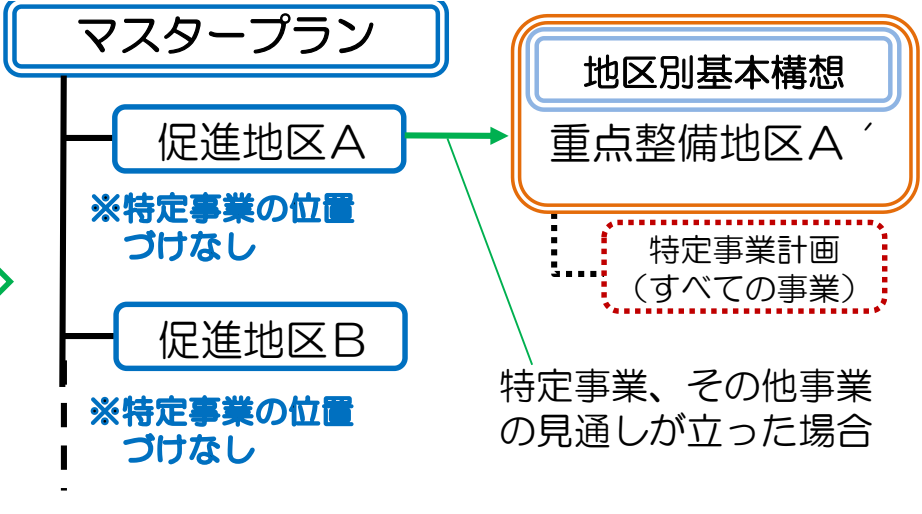 マスタープラン
促進地区A
※特定事業の位置
づけなし
促進地区B
※特定事業の位置
づけなし
地区別基本構想
重点整備地区A´
特定事業計画
（すべての事業）
特定事業、その他事業
の見通しが立った場合